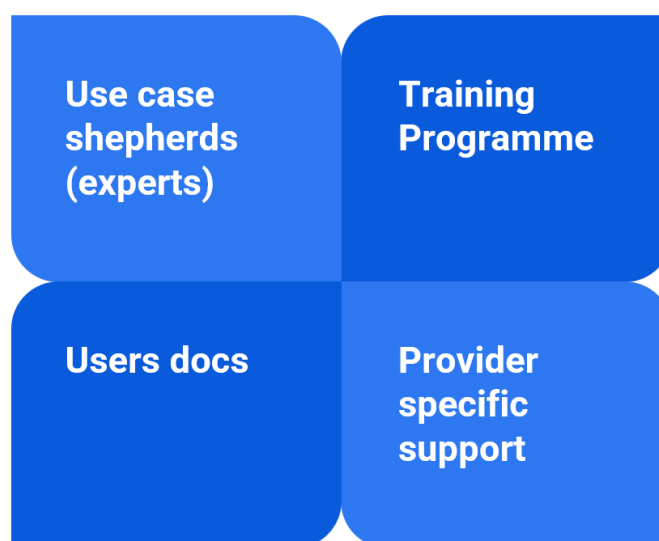 Use case
shepherds
(experts)
Training
Programme
Users docs
Provider
specific
support